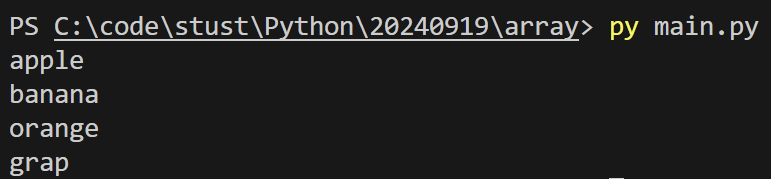 PS C:\code\stust\Python\20240919\array> py main.py
apple
banana
orange
grap